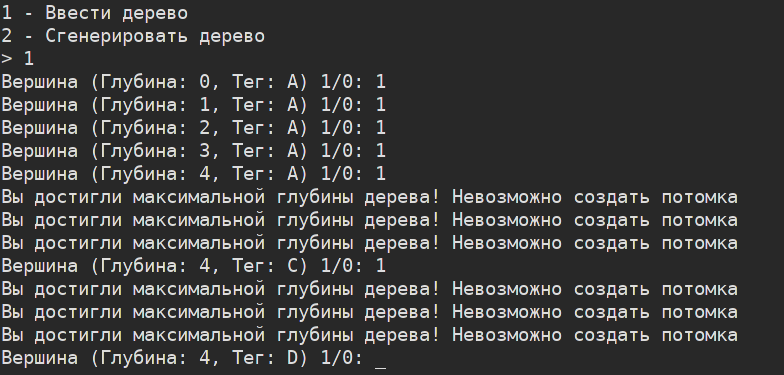 1 - Ввести дерево
2 - Сгенерировать дерево
> 1
Вершина (Глубина: 0, Тег: A) 1/0: 1
Вершина (Глубина: 1, Тег: A) 1/0: 1
Вершина (Глубина: 2, Тег: A) 1/0: 1
Вершина (Глубина: 3, Тег: A) 1/0: 1
Вершина (Глубина: 4, Тег: A) 1/0: 1
Вы достигли максимальной глубины дерева! Невозможно создать потомка
Вы достигли максимальной глубины дерева! Невозможно создать потомка
Вы достигли максимальной глубины дерева! Невозможно создать потомка
Вершина (Глубина: 4, Тег: C) 1/0: 1
Вы достигли максимальной глубины дерева! Невозможно создать потомка
Вы достигли максимальной глубины дерева! Невозможно создать потомка
Вы достигли максимальной глубины дерева! Невозможно создать потомка
Вершина (Глубина: 4, Тег: D) 1/0: _